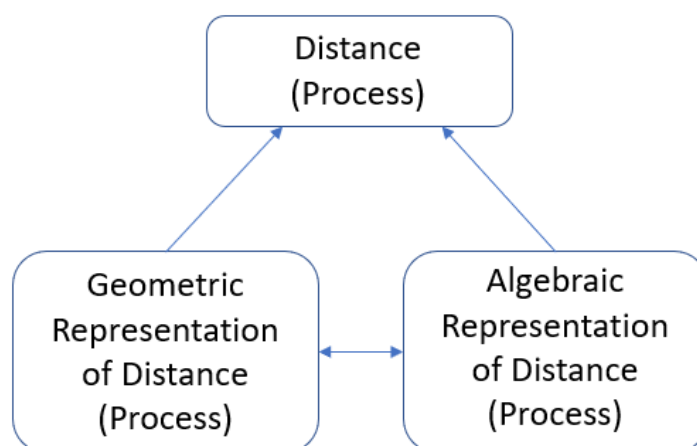 Distance
(Process)
Geometric
Representation
of Distance
(Process)
Algebraic
Representation
of Distance
(Process)